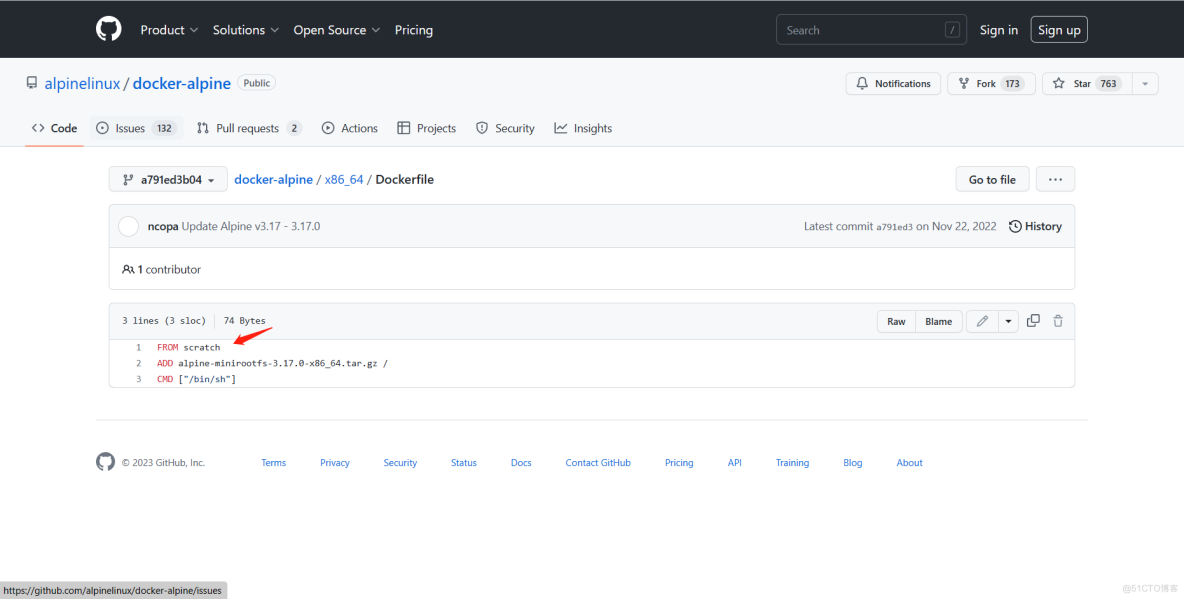 Product Solutions Open Source Pricing Search / Sign in Sign up
alpinelinux / docker-alpine Public Notifications Fork 173 Star 763
Code Issues 132 Pull requests 2 Actions Projects Security Insights
a791ed3b04 docker-alpine / x86_64 / Dockerfile Go to file ...
ncopa Update Alpine v3.17 - 3.17.0 Latest commit a791ed3 on Nov 22, 2022 History
1 contributor
3 lines (3 sloc) 74 Bytes Raw Blame
1 FROM scratch
2 ADD alpine-minirootfs-3.17.0-x86_64.tar.gz /
3 CMD ["/bin/sh"]
© 2023 GitHub, Inc. Terms Privacy Security Status Docs Contact GitHub Pricing API Training Blog About
https://github.com/alpinelinux/docker-alpine/issues
@51CTO博客